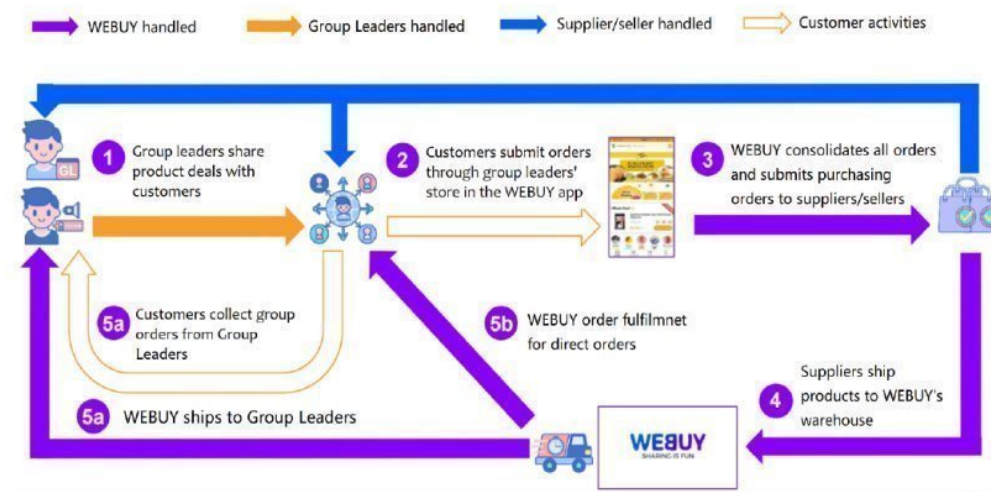 WEBUY handled
Group Leaders handled
Supplier/seller handled
Customer activities
GL
1
Group leaders share
product deals with
customers
2
Customers submit orders
through group leaders'
store in the WEBUY app
3
WEBUY consolidates all orders
and submits purchasing
orders to suppliers/sellers
5a
Customers collect group
orders from Group
Leaders
5b
WEBUY order fulfilmnet
for direct orders
4
Suppliers ship
products to WEBUY's
warehouse
5a
WEBUY ships to Group Leaders
WEBUY
SHARING IS FUN